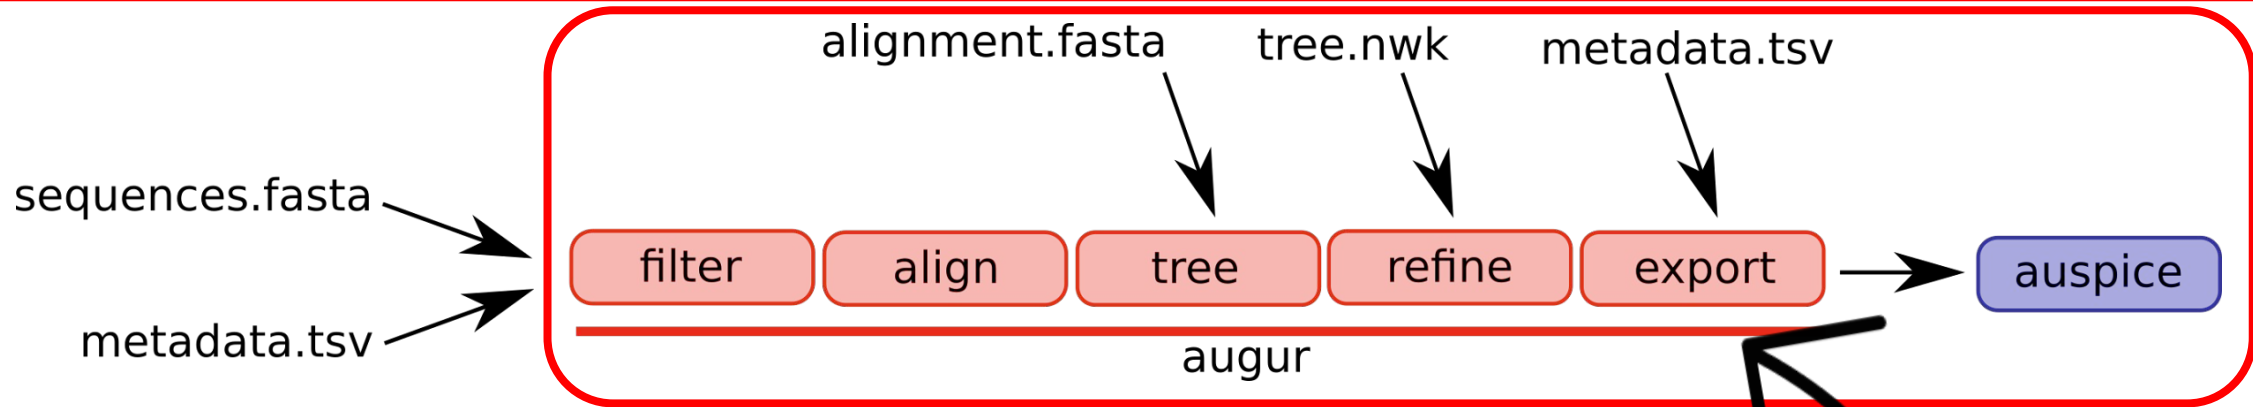 alignment.fasta
tree.nwk
metadata.tsv
sequences.fasta
metadata.tsv
filter
align
tree
refine
export
auspice
augur